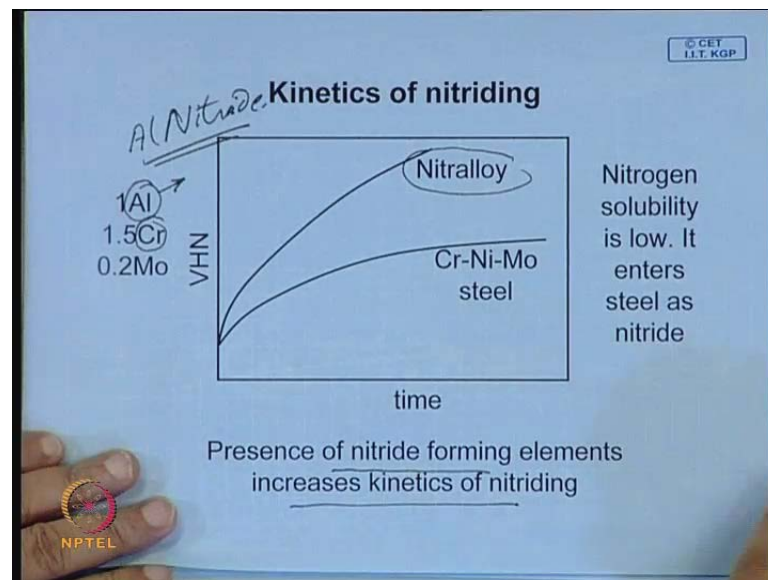 © CET
I.I.T. KGP
Kinetics of nitriding
Al Nitride.
1Al
1.5Cr
0.2Mo
VHN
Nitralloy
Cr-Ni-Mo
steel
time
Nitrogen
solubility
is low. It
enters
steel as
nitride
Presence of nitride forming elements
increases kinetics of nitriding
NPTEL